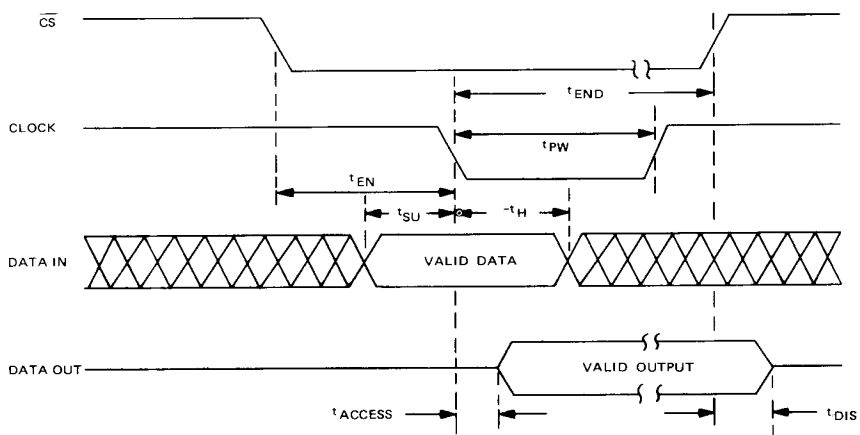 CS
tEND
CLOCK
tPW
tEN
tSU
tH
DATA IN
VALID DATA
DATA OUT
VALID OUTPUT
tACCESS
tDIS